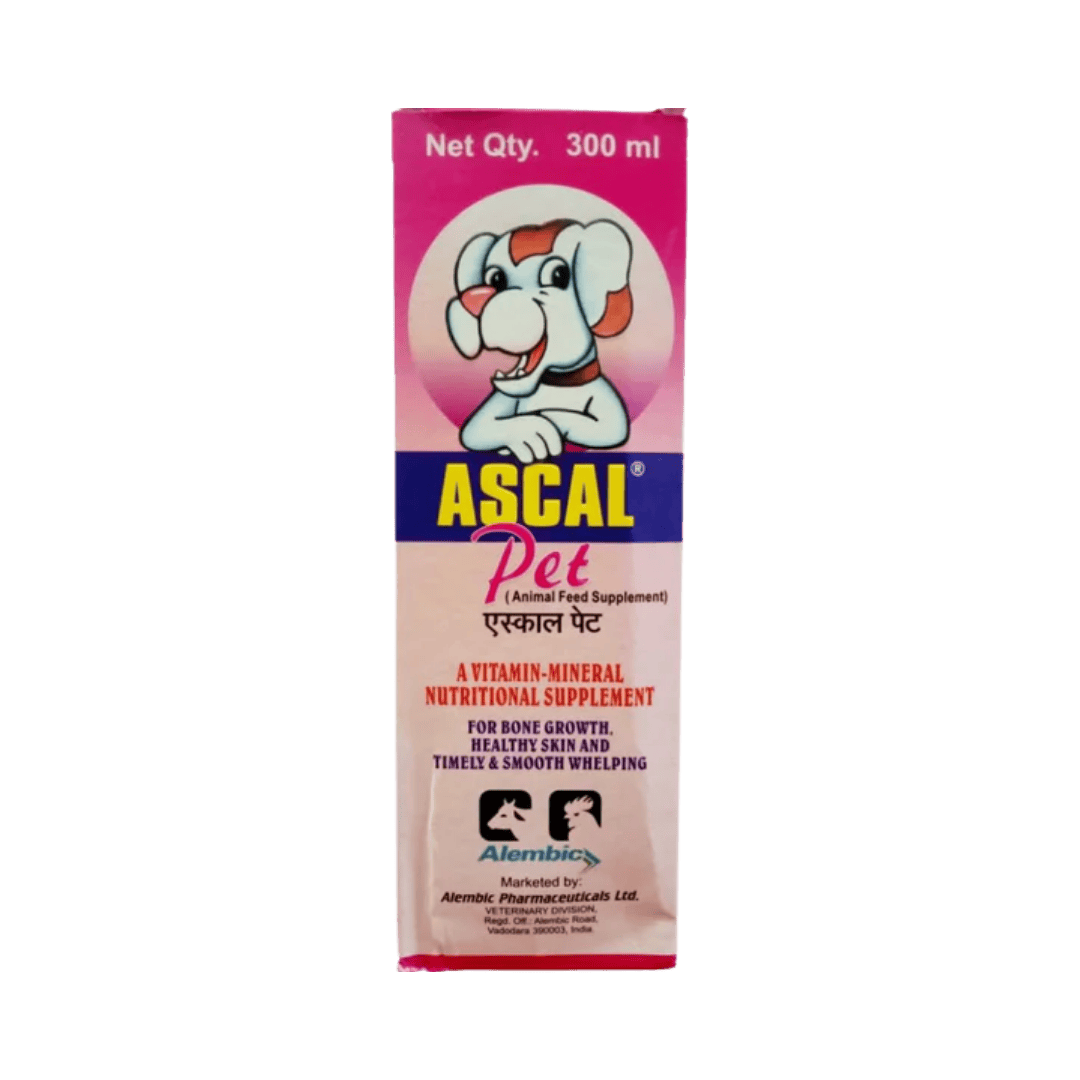 Net Qty. 300 ml
ASCAL®
Pet
(Animal Feed Supplement)
एस्काल पेट
A VITAMIN-MINERAL
NUTRITIONAL SUPPLEMENT
FOR BONE GROWTH,
HEALTHY SKIN AND
TIMELY & SMOOTH WHELPING
Alembic
Marketed by:
Alembic Pharmaceuticals Ltd.
VETERINARY DIVISION,
Regd. Off.: Alembic Road,
Vadodara 390003, India.